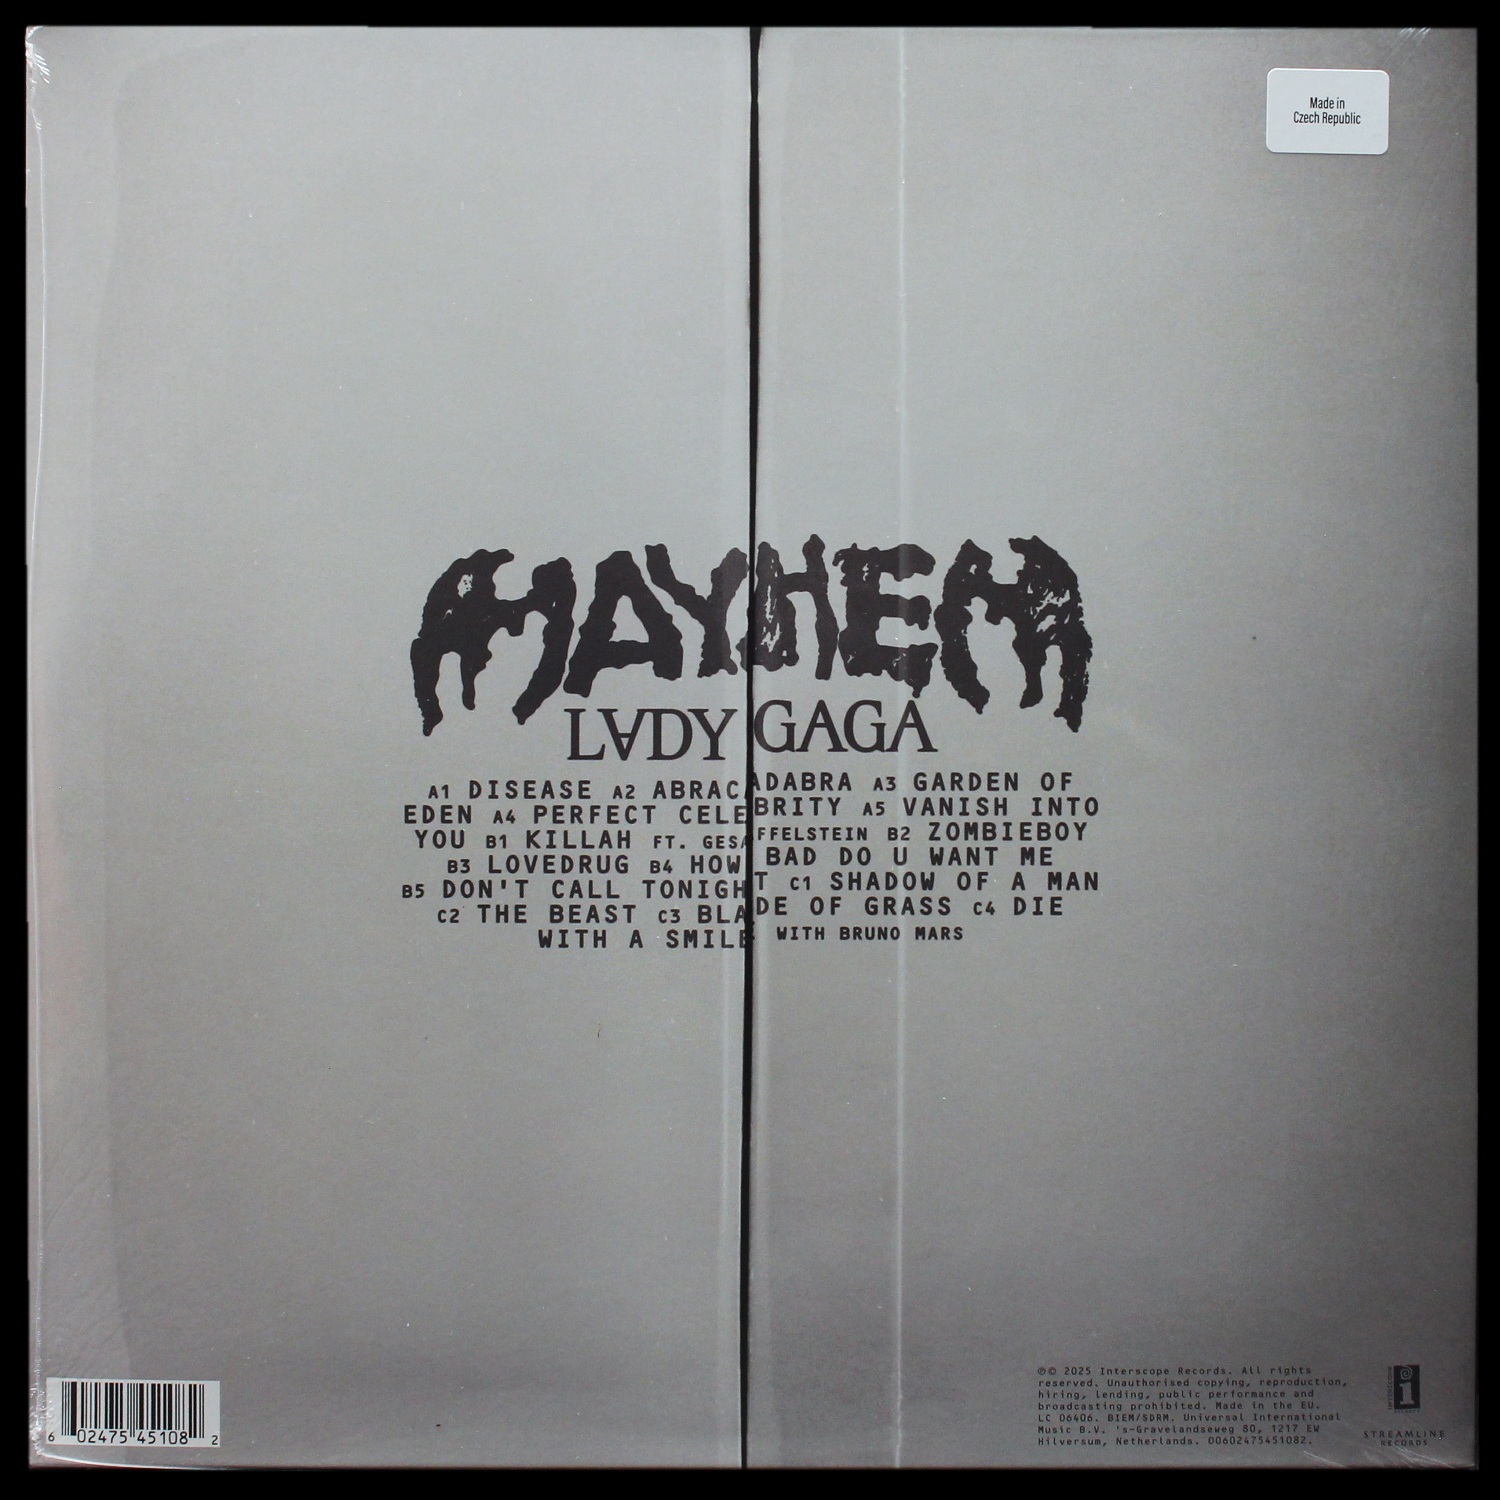 Made in
Czech Republic
MAYHEM
LADY GAGA
A1 DISEASE A2 ABRACADABRA A3 GARDEN OF
EDEN A4 PERFECT CELEBRITY A5 VANISH INTO
YOU B1 KILLAH FT. GESAFFELSTEIN B2 ZOMBIEBOY
B3 LOVEDRUG B4 HOW BAD DO U WANT ME
B5 DON'T CALL TONIGHT C1 SHADOW OF A MAN
C2 THE BEAST C3 BLADE OF GRASS C4 DIE
WITH A SMILE WITH BRUNO MARS
6 02475 45108 2
℗© 2025 Interscope Records. All rights
reserved. Unauthorised copying, reproduction,
hiring, lending, public performance and
broadcasting prohibited. Made in the EU.
LC 06406. BIEM/SDRM. Universal International
Music B.V. 's-Gravelandseweg 80, 1217 EW
Hilversum, Netherlands. 00602475451082.
INTERSCOPE
STREAMLINE
RECORDS